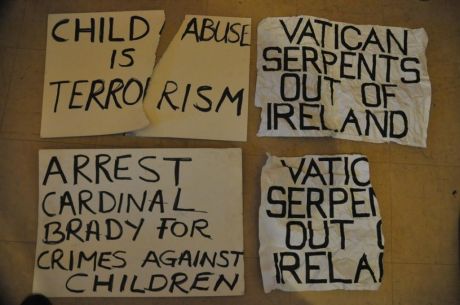 CHILD ABUSE
IS
TERRORISM
VATICAN
SERPENTS
OUT OF
IRELAND
ARREST
CARDINAL
BRADY FOR
CRIMES AGAINST
CHILDREN
VATIC
SERPEN
OUT
IRELA